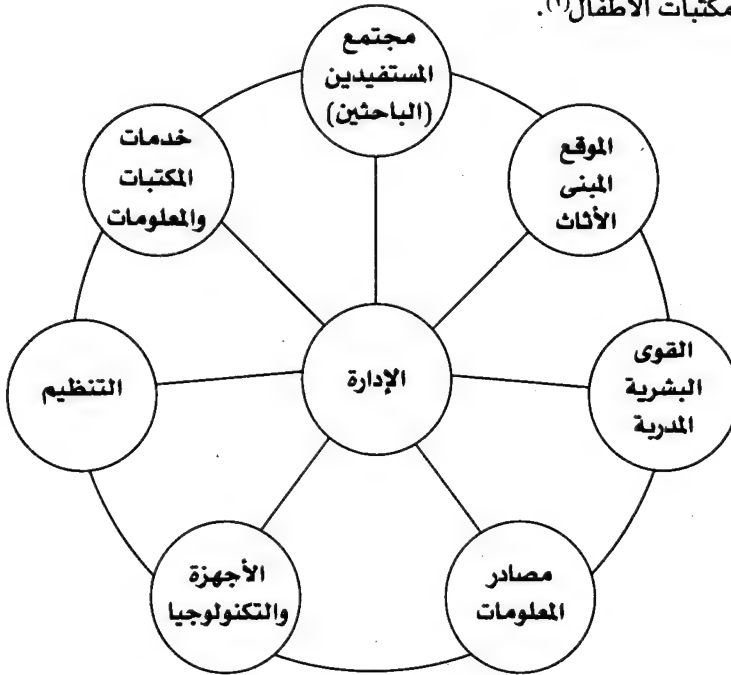 مكتبات الأطفال(١).
مجتمع
المستفيدين
(الباحثين)
الموقع
المبنى
الأثاث
القوى
البشرية
المدربة
مصادر
المعلومات
الأجهزة
والتكنولوجيا
التنظيم
خدمات
المكتبات
والمعلومات
الإدارة